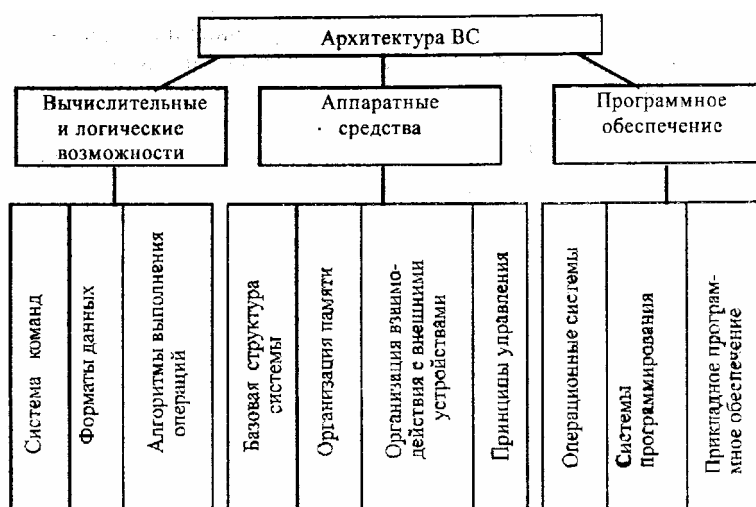 Архитектура ВС
Вычислительные
и логические
возможности
Аппаратные
средства
Программное
обеспечение
Система команд
Форматы данных
Алгоритмы выполнения
операций
Базовая структура
системы
Организация памяти
Организация взаимо-
действия с внешними
устройствами
Принципы управления
Операционные системы
Системы
программирования
Прикладное програм-
мное обеспечение